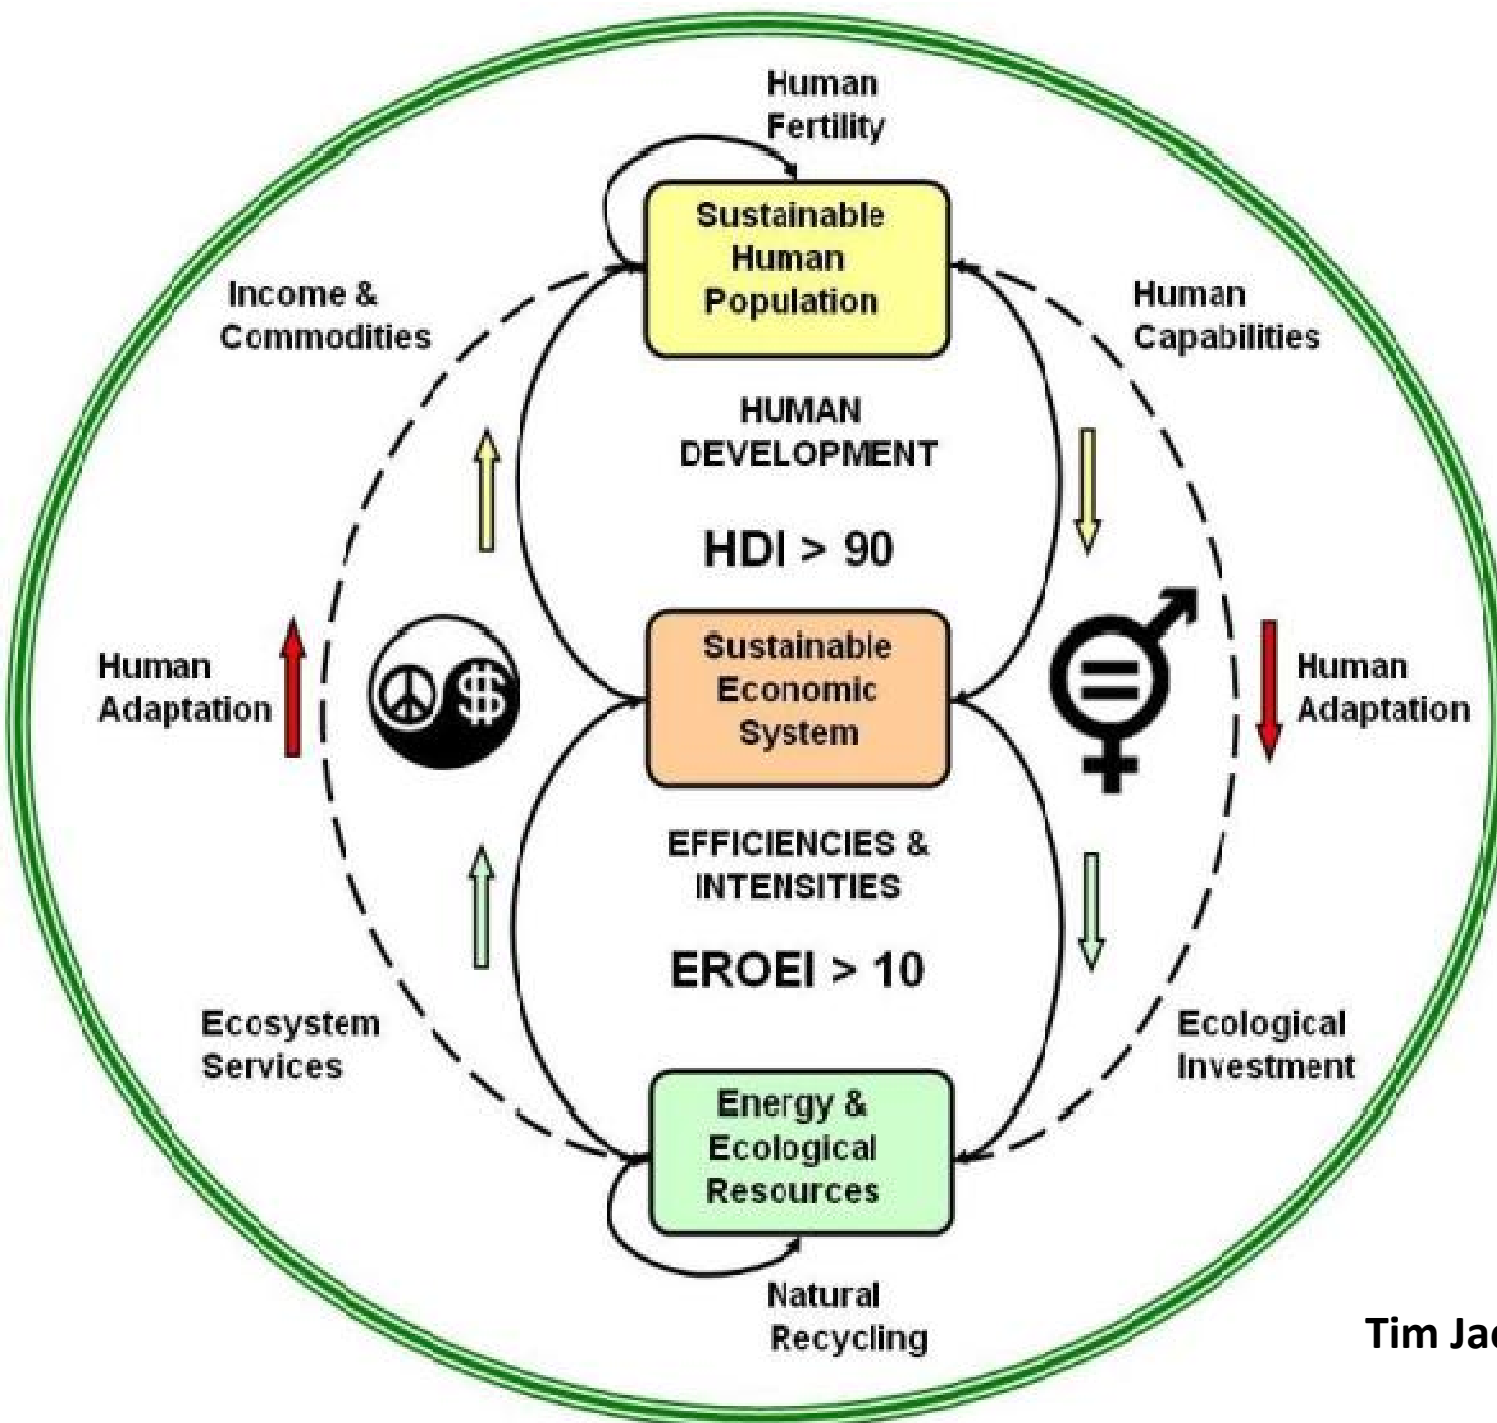 Human
Fertility
Sustainable
Human
Population
Income &
Commodities
Human
Capabilities
HUMAN
DEVELOPMENT
HDI > 90
Human
Adaptation
$
Sustainable
Economic
System
=
Human
Adaptation
EFFICIENCIES &
INTENSITIES
EROEI > 10
Ecosystem
Services
Ecological
Investment
Energy &
Ecological
Resources
Natural
Recycling
Tim